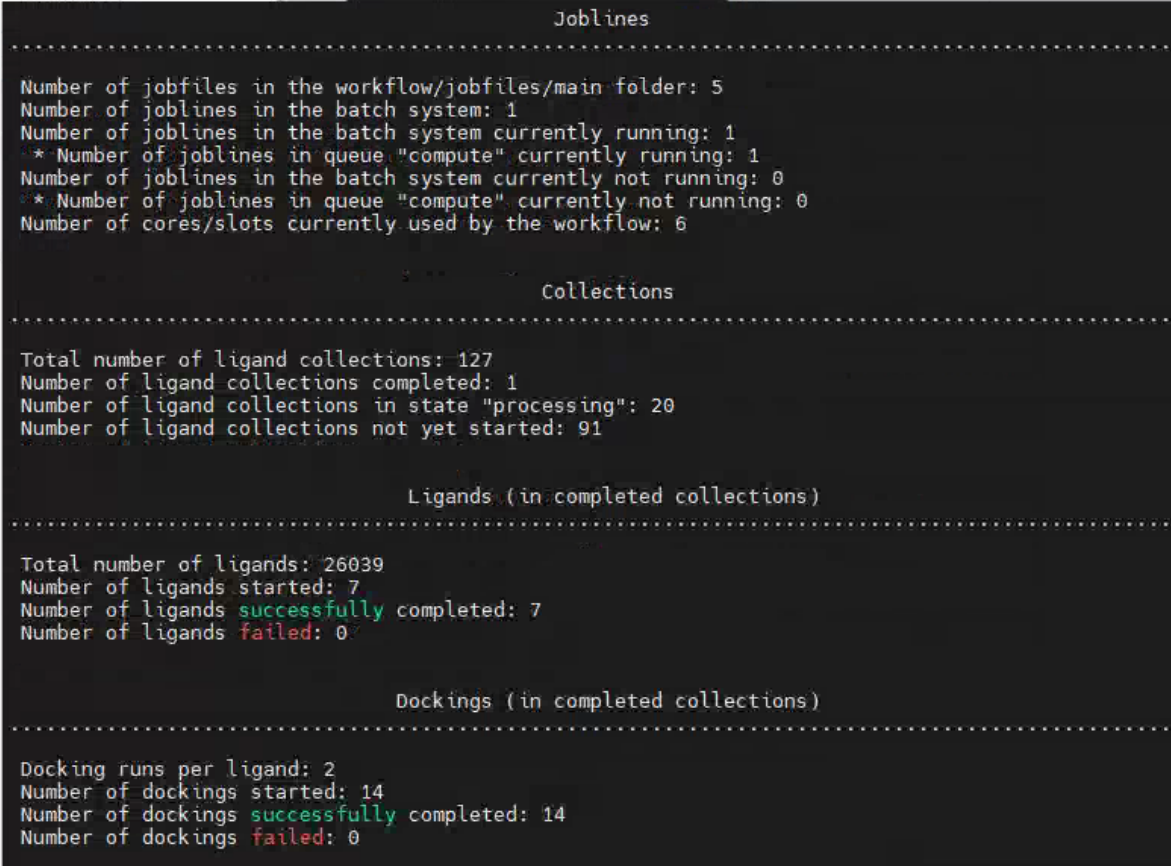 Joblines
Number of jobfiles in the workflow/jobfiles/main folder: 5
Number of joblines in the batch system: 1
Number of joblines in the batch system currently running: 1
* Number of joblines in queue "compute" currently running: 1
Number of joblines in the batch system currently not running: 0
* Number of joblines in queue "compute" currently not running: 0
Number of cores/slots currently used by the workflow: 6
Collections
Total number of ligand collections: 127
Number of ligand collections completed: 1
Number of ligand collections in state "processing": 20
Number of ligand collections not yet started: 91
Ligands (in completed collections)
Total number of ligands: 26039
Number of ligands started: 7
Number of ligands successfully completed: 7
Number of ligands failed: 0
Dockings (in completed collections)
Docking runs per ligand: 2
Number of dockings started: 14
Number of dockings successfully completed: 14
Number of dockings failed: 0